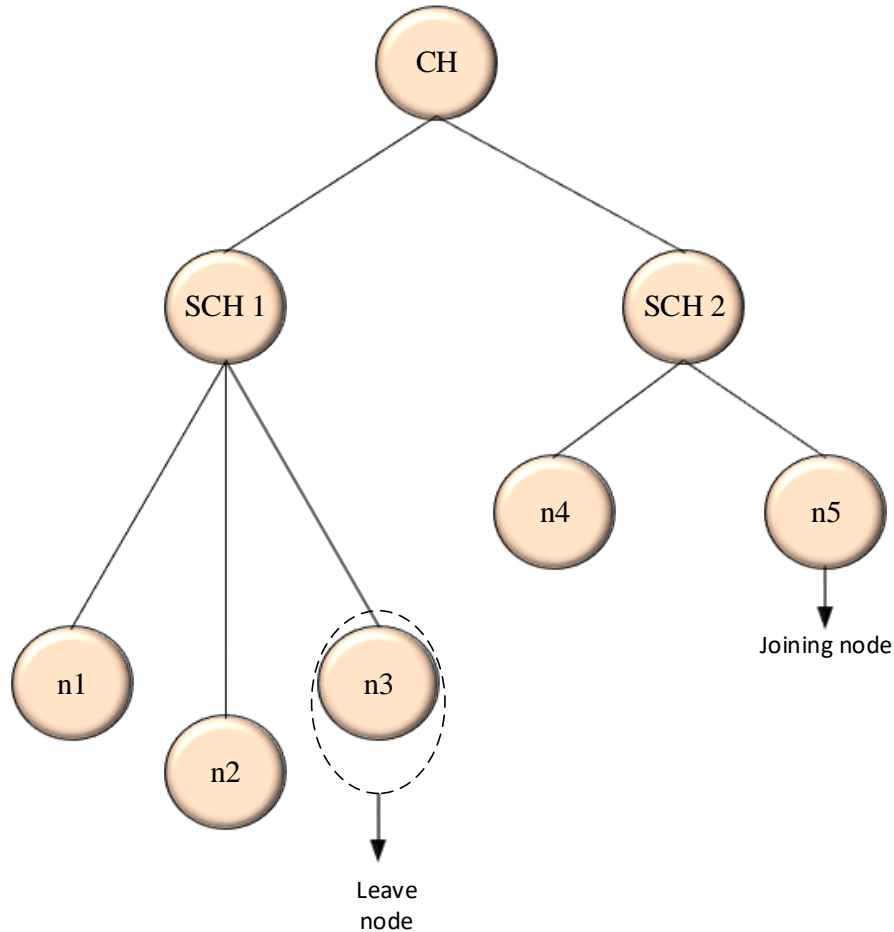 CH
SCH 1
SCH 2
n4
n5
Joining node
n1
n3
n2
Leave
node